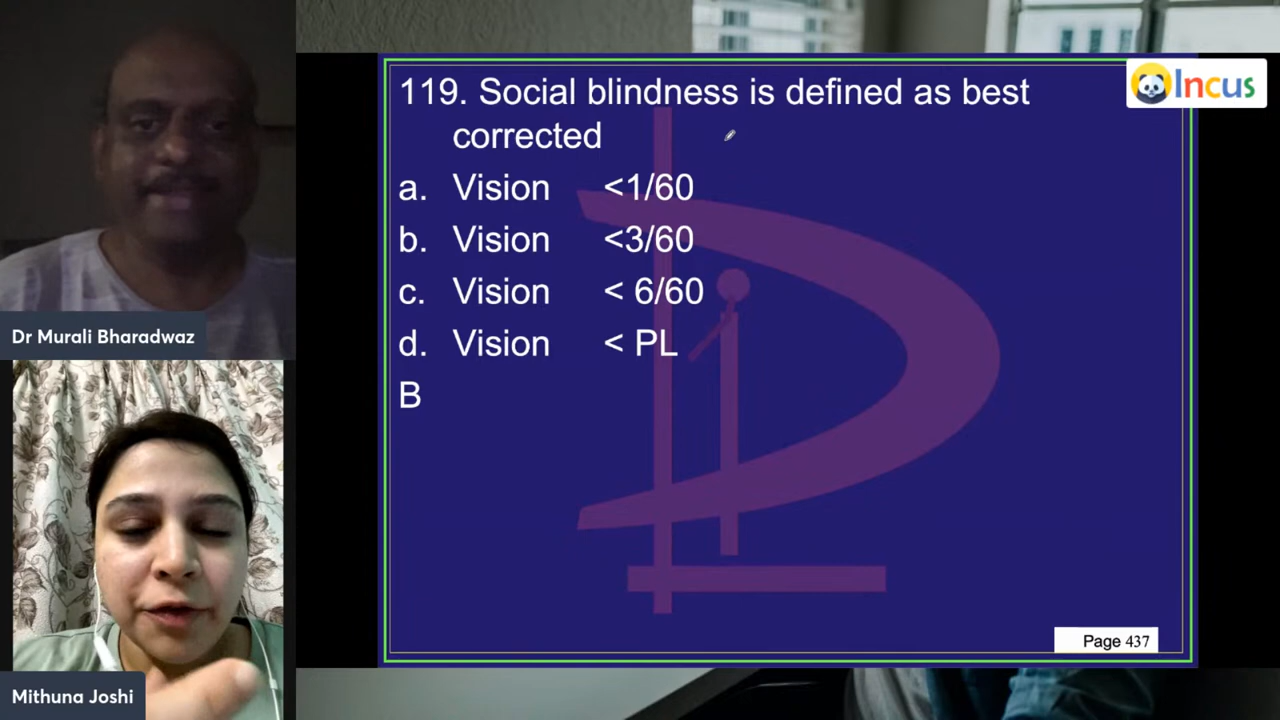 119. Social blindness is defined as best
corrected
a. Vision <1/60
b. Vision <3/60
c. Vision < 6/60
d. Vision < PL
B
Page 437
Incus
Dr Murali Bharadwaz
Mithuna Joshi